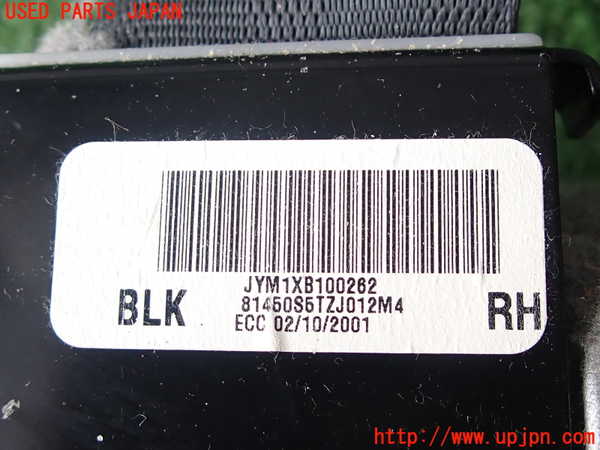 USED PARTS JAPAN
JYM1XB100262
81450S5TZJ012M4
BLK
ECC 02/10/2001
RH
http://www.upjpn.com/